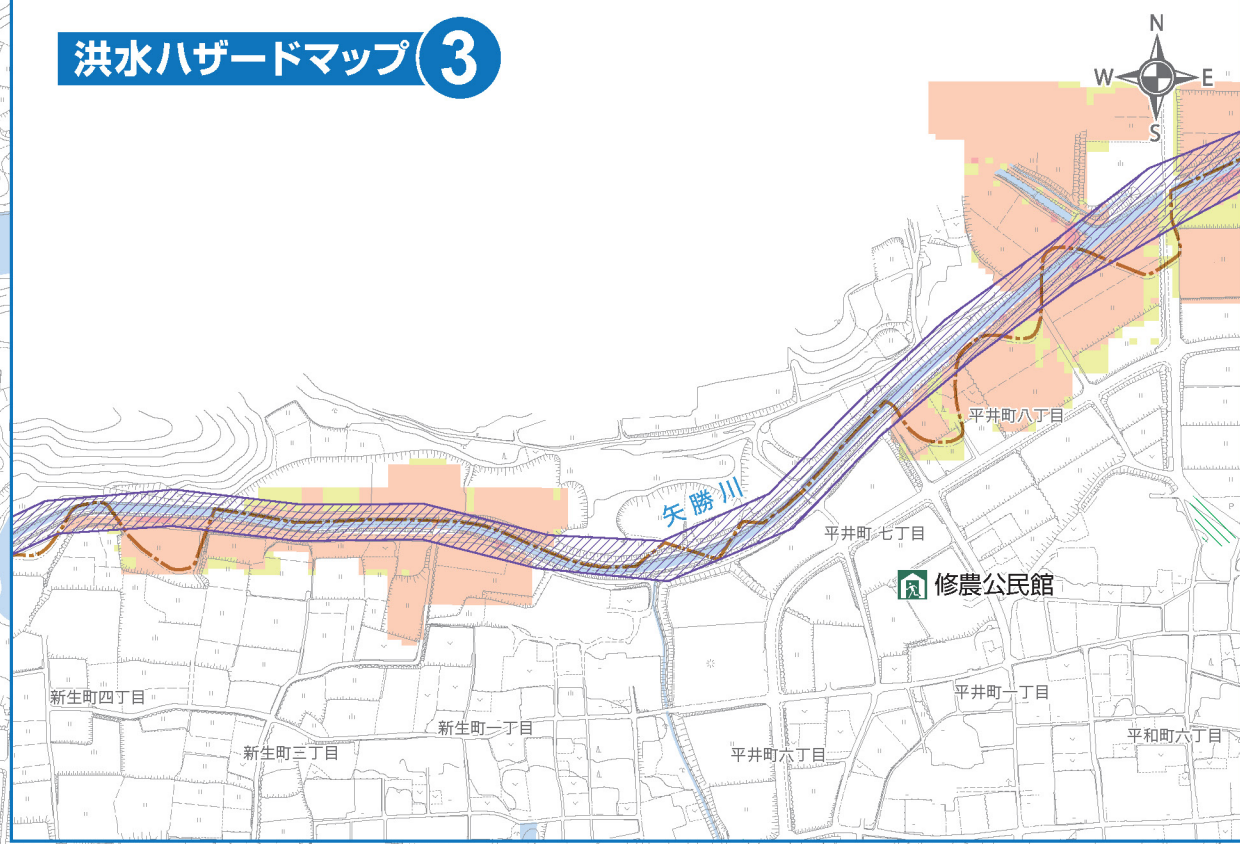 洪水ハザードマップ 3
N
W E
S
平井町八丁目
矢勝川
平井町七丁目
P
修農公民館
新生町四丁目
平井町一丁目
新生町一丁目
平和町六丁目
新生町三丁目
平井町六丁目